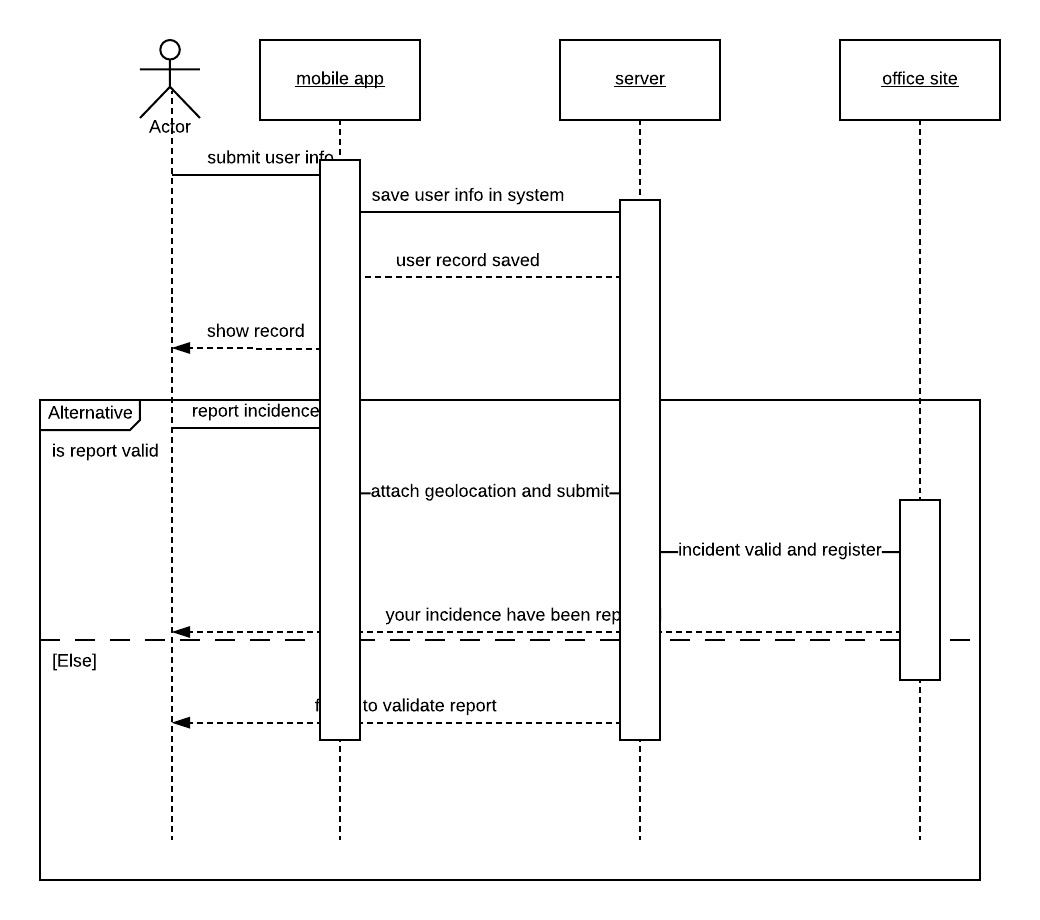 mobile app
server
office site
Actor
submit user info
save user info in system
user record saved
show record
Alternative
report incidence
is report valid
attach geolocation and submit
incident valid and register
your incidence have been rep
[Else]
to validate report